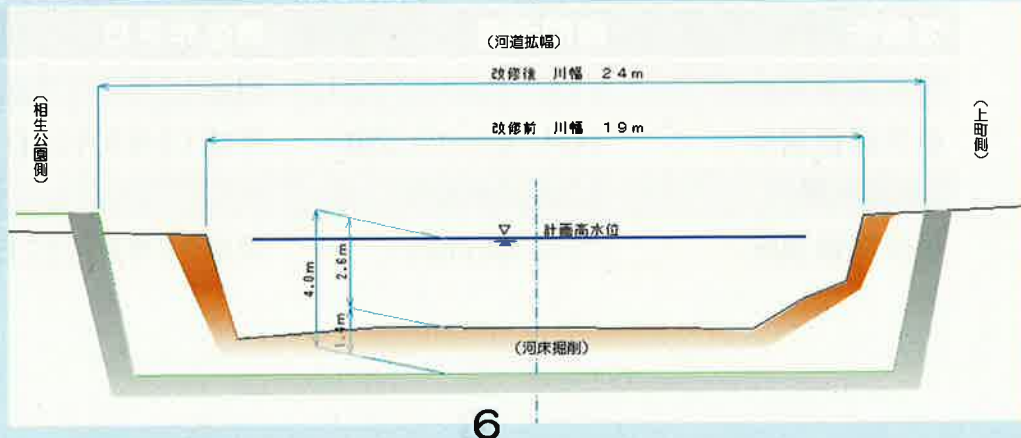 （河道拡幅）
改修後 川幅 24m
改修前 川幅 19m
（相生公園側）
（上町側）
計画高水位
4.0m
2.6m
1.4m
（河床掘削）
6